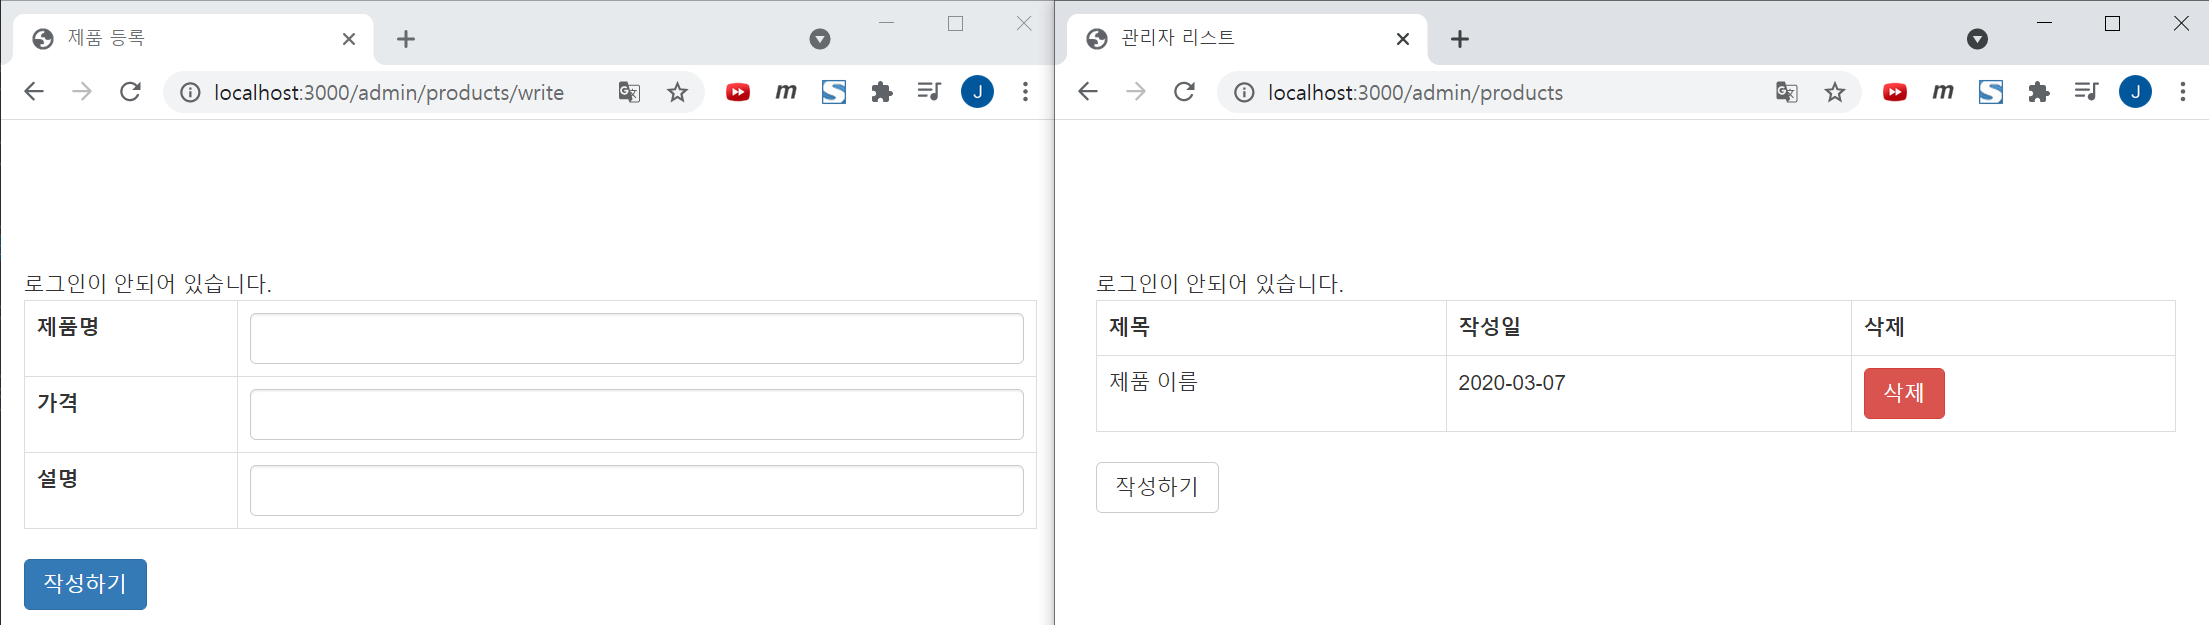 제품 등록
localhost:3000/admin/products/write
J
로그인이 안되어 있습니다.
제품명
가격
설명
작성하기
관리자 리스트
localhost:3000/admin/products
m
J
로그인이 안되어 있습니다.
제목 작성일 삭제
제품 이름 2020-03-07 삭제
작성하기